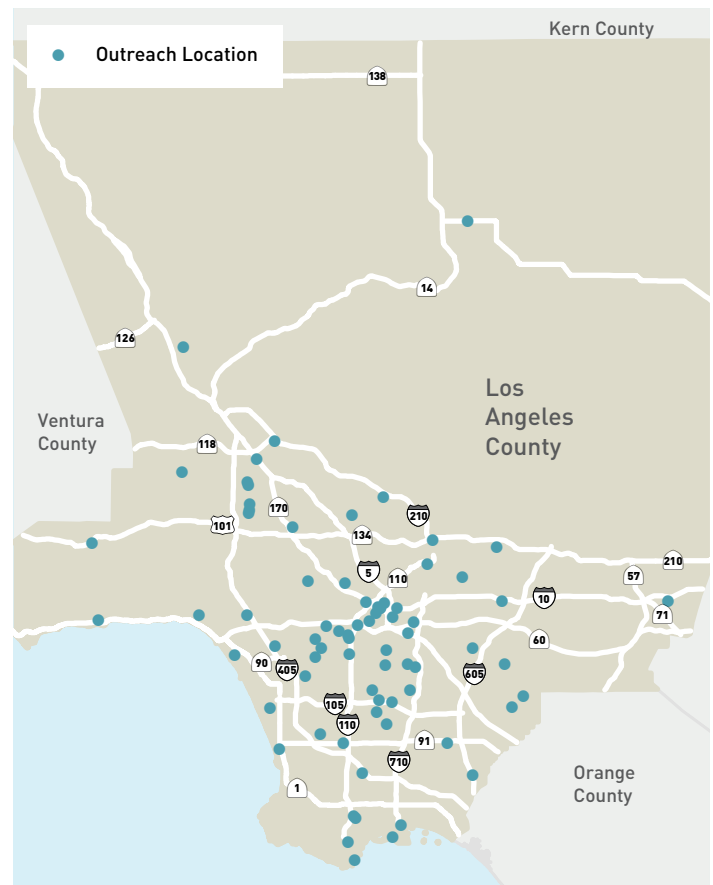 Kern County
Outreach Location
138
14
126
Los
Angeles
County
Ventura
County
118
170
210
101
134
5
110
210
57
10
71
60
90
405
605
105
110
91
710
Orange
County
1